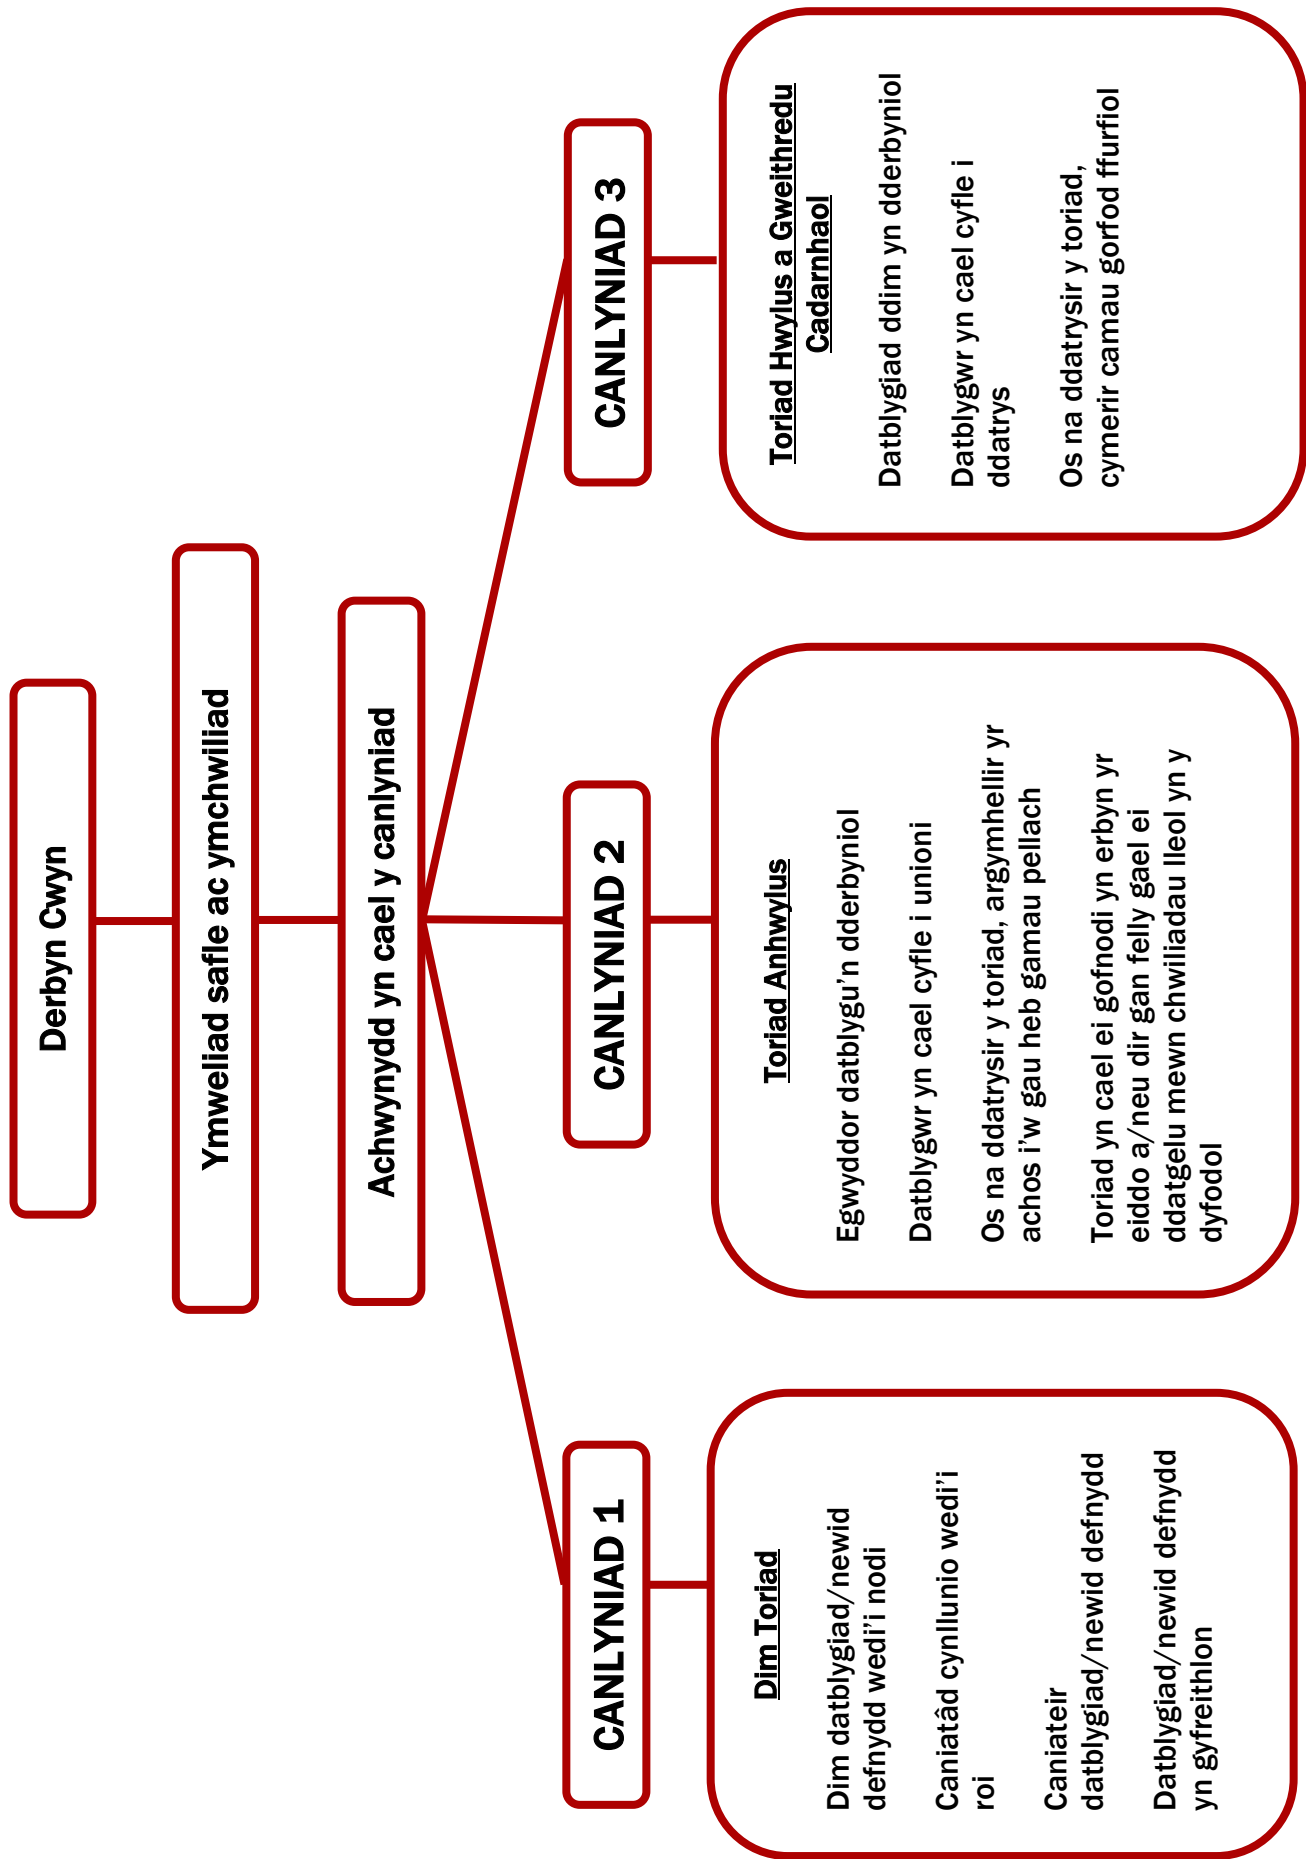 Derbyn Cwyn
Ymweliad safle ac ymchwiliad
Achwynydd yn cael y canlyniad
CANLYNIAD 1
Dim Toriad
Dim datblygiad/newid
defnydd wedi'i nodi
Caniatâd cynllunio wedi'i
roi
Caniateir
datblygiad/newid defnydd
Datblygiad/newid defnydd
yn gyfreithlon
CANLYNIAD 2
Toriad Anhwylus
Egwyddor datblygu'n dderbyniol
Datblygwr yn cael cyfle i unioni
Os na ddatrysir y toriad, argymhellir yr
achos i'w gau heb gamau pellach
Toriad yn cael ei gofnodi yn erbyn yr
eiddo a/neu dir gan felly gael ei
ddatgelu mewn chwiliadau lleol yn y
dyfodol
CANLYNIAD 3
Toriad Hwylus a Gweithredu
Cadarnhaol
Datblygiad ddim yn dderbyniol
Datblygwr yn cael cyfle i
ddatrys
Os na ddatrysir y toriad,
cymerir camau gorfod ffurfiol